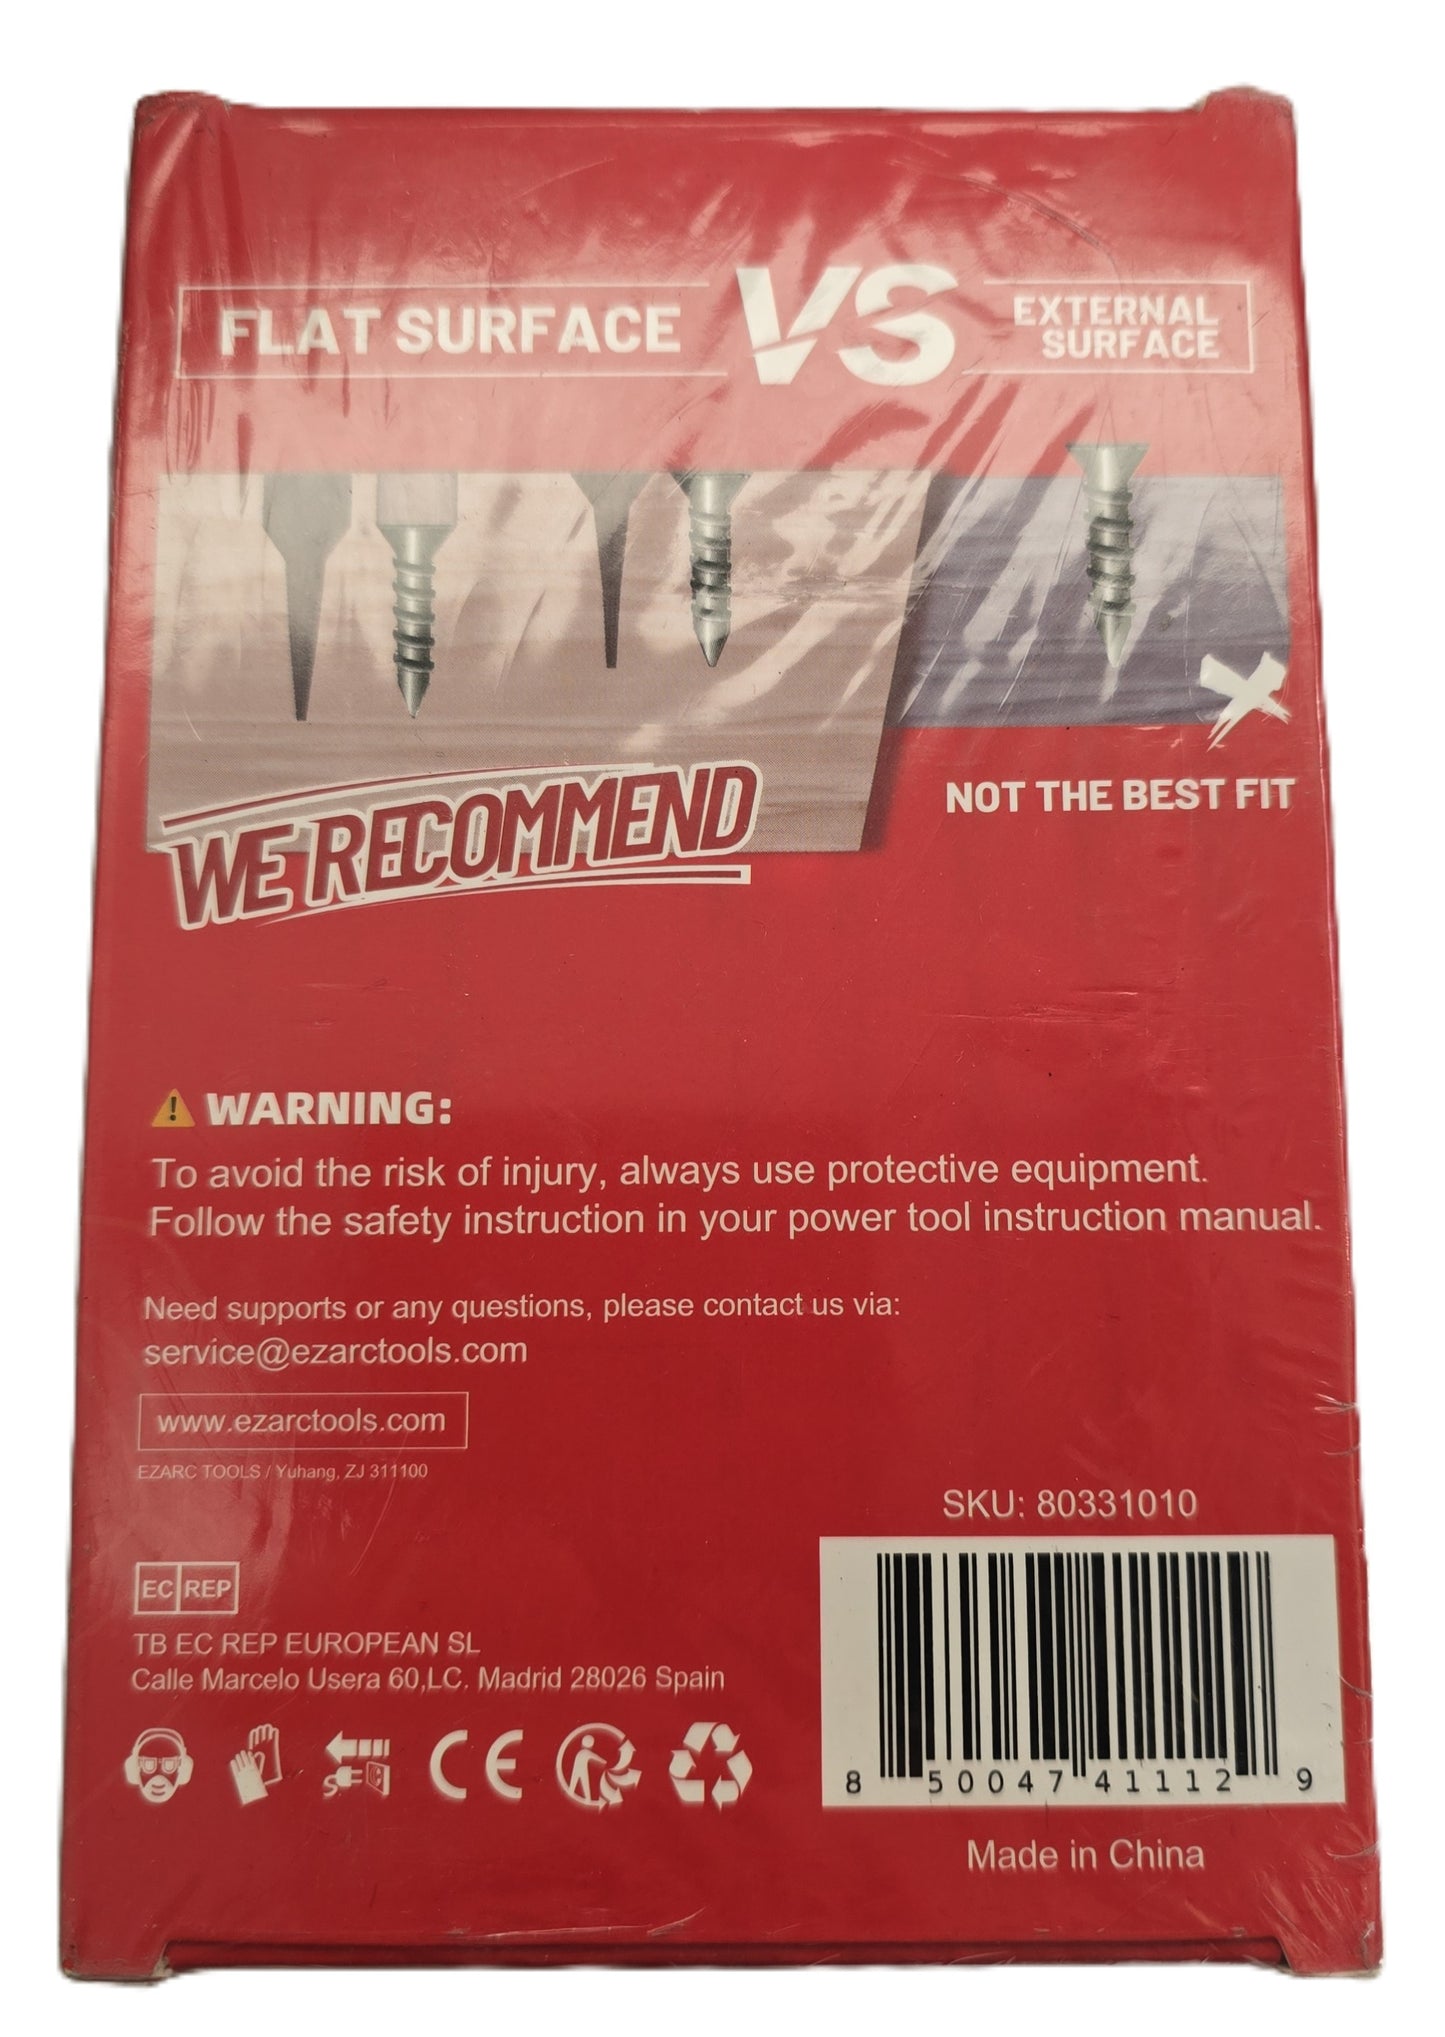 FLAT SURFACE VS EXTERNAL
SURFACE
WE RECOMMEND
NOT THE BEST FIT
WARNING:
To avoid the risk of injury, always use protective equipment.
Follow the safety instruction in your power tool instruction manual.
Need supports or any questions, please contact us via:
service@ezarctools.com
www.ezarctools.com
EZARC TOOLS / Yuhang, ZJ 311100
SKU: 80331010
EC REP
TB EC REP EUROPEAN SL
Calle Marcelo Usera 60,LC. Madrid 28026 Spain
CE
8 50047 41112 9
Made in China